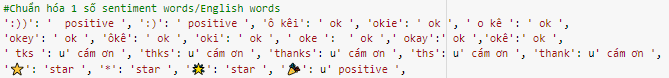 #Chuẩn hóa 1 số sentiment words/English words
':))': '  positive ', ':)': ' positive ', 'ô kêi': ' ok ', 'okie': ' ok ', ' o kê ': ' ok ',
'okey': ' ok ', 'ôkê': ' ok ', 'oki': ' ok ', ' oke ':  ' ok ',' okay':' ok ','okê':' ok ',
' tks ': u' cám ơn ', 'thks': u' cám ơn ', 'thanks': u' cám ơn ', 'ths': u' cám ơn ', 'thank': u' cám ơn ',
'⭐': 'star ', '*': 'star ', '🌟': 'star ', '🎉': u' positive ',